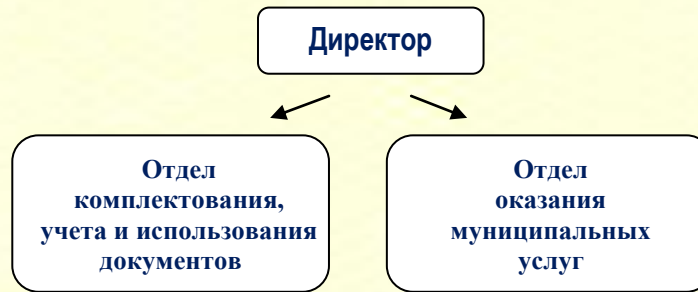 Директор
Отдел
комплектования,
учета и использования
документов
Отдел
оказания
муниципальных
услуг